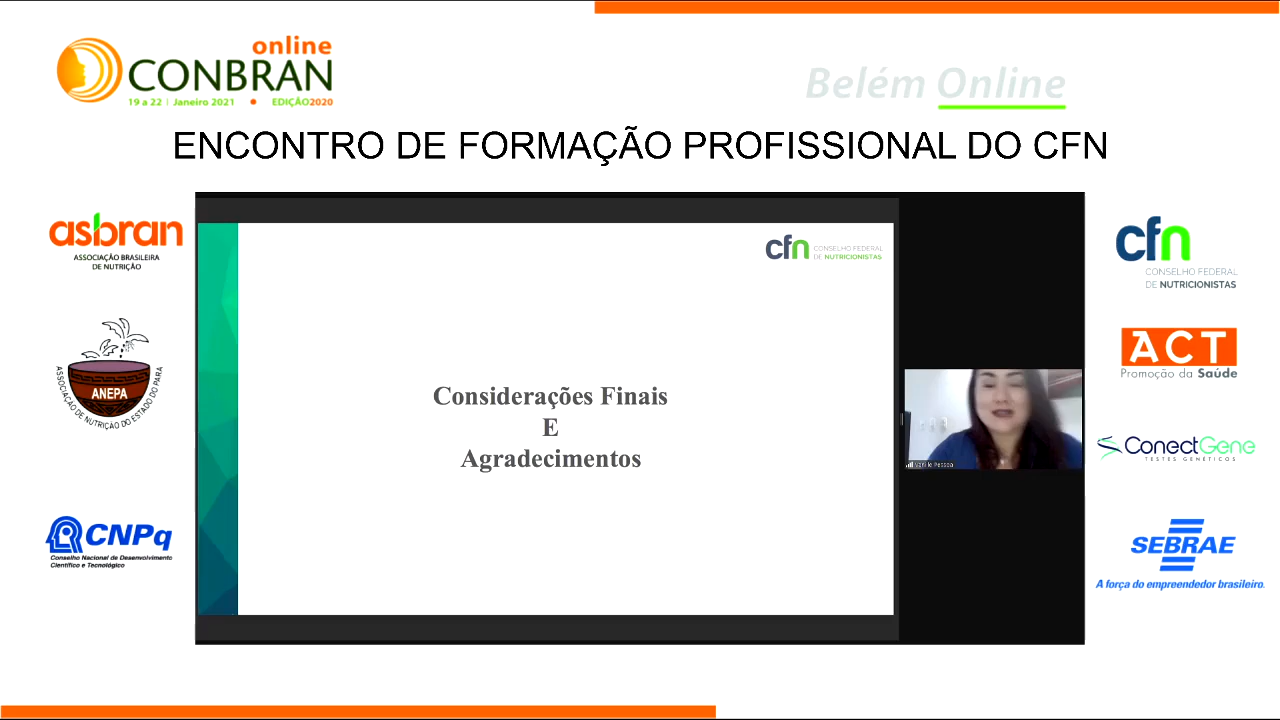 online
CONBRAN
19 a 22 | Janeiro 2021 • EDIÇÃO2020
Belém Online
ENCONTRO DE FORMAÇÃO PROFISSIONAL DO CFN
asbran
ASSOCIAÇÃO BRASILEIRA
DE NUTRIÇÃO
ANEPA
ASSOCIAÇÃO DE NUTRIÇÃO DO ESTADO DO PARÁ
CNPq
Conselho Nacional de Desenvolvimento
Científico e Tecnológico
cfn
CONSELHO FEDERAL
DE NUTRICIONISTAS
Considerações Finais
E
Agradecimentos
Pessoa
cfn
CONSELHO FEDERAL
DE NUTRICIONISTAS
ACT
Promoção da Saúde
ConectGene
TESTES GENÉTICOS
SEBRAE
A força do empreendedor brasileiro.